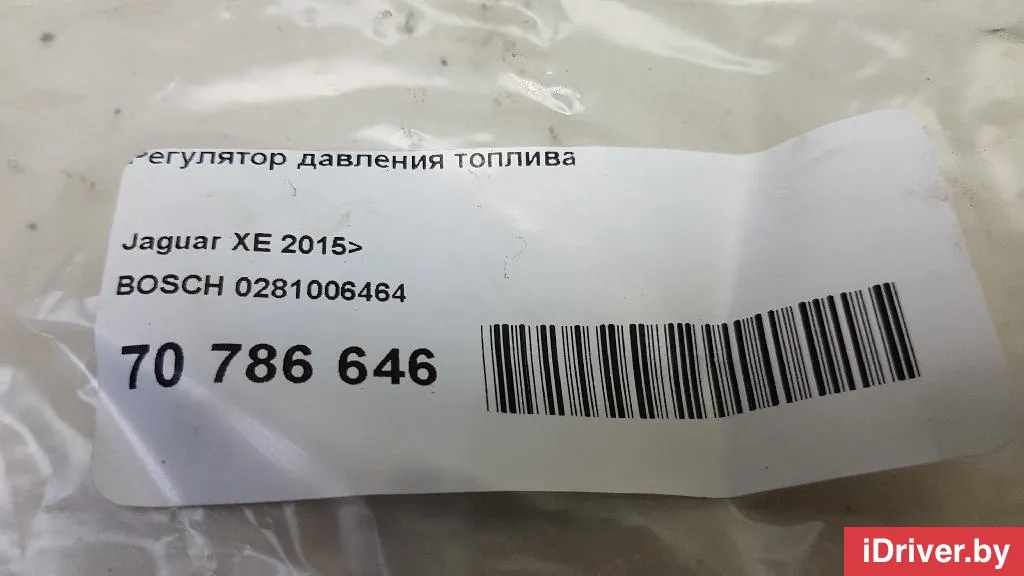 Регулятор давления топлива
Jaguar XE 2015>
BOSCH 0281006464
70 786 646
iDriver.by